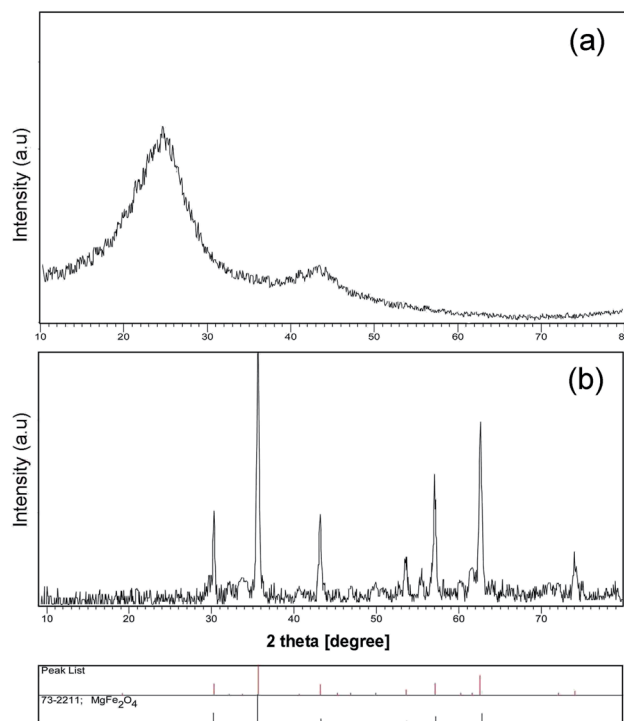 (a)
Intensity (a.u)
10 20 30 40 50 60 70 80
(b)
Intensity (a.u)
10 20 30 40 50 60 70
2 theta [degree]
Peak List
73-2211; MgFe₂O₄